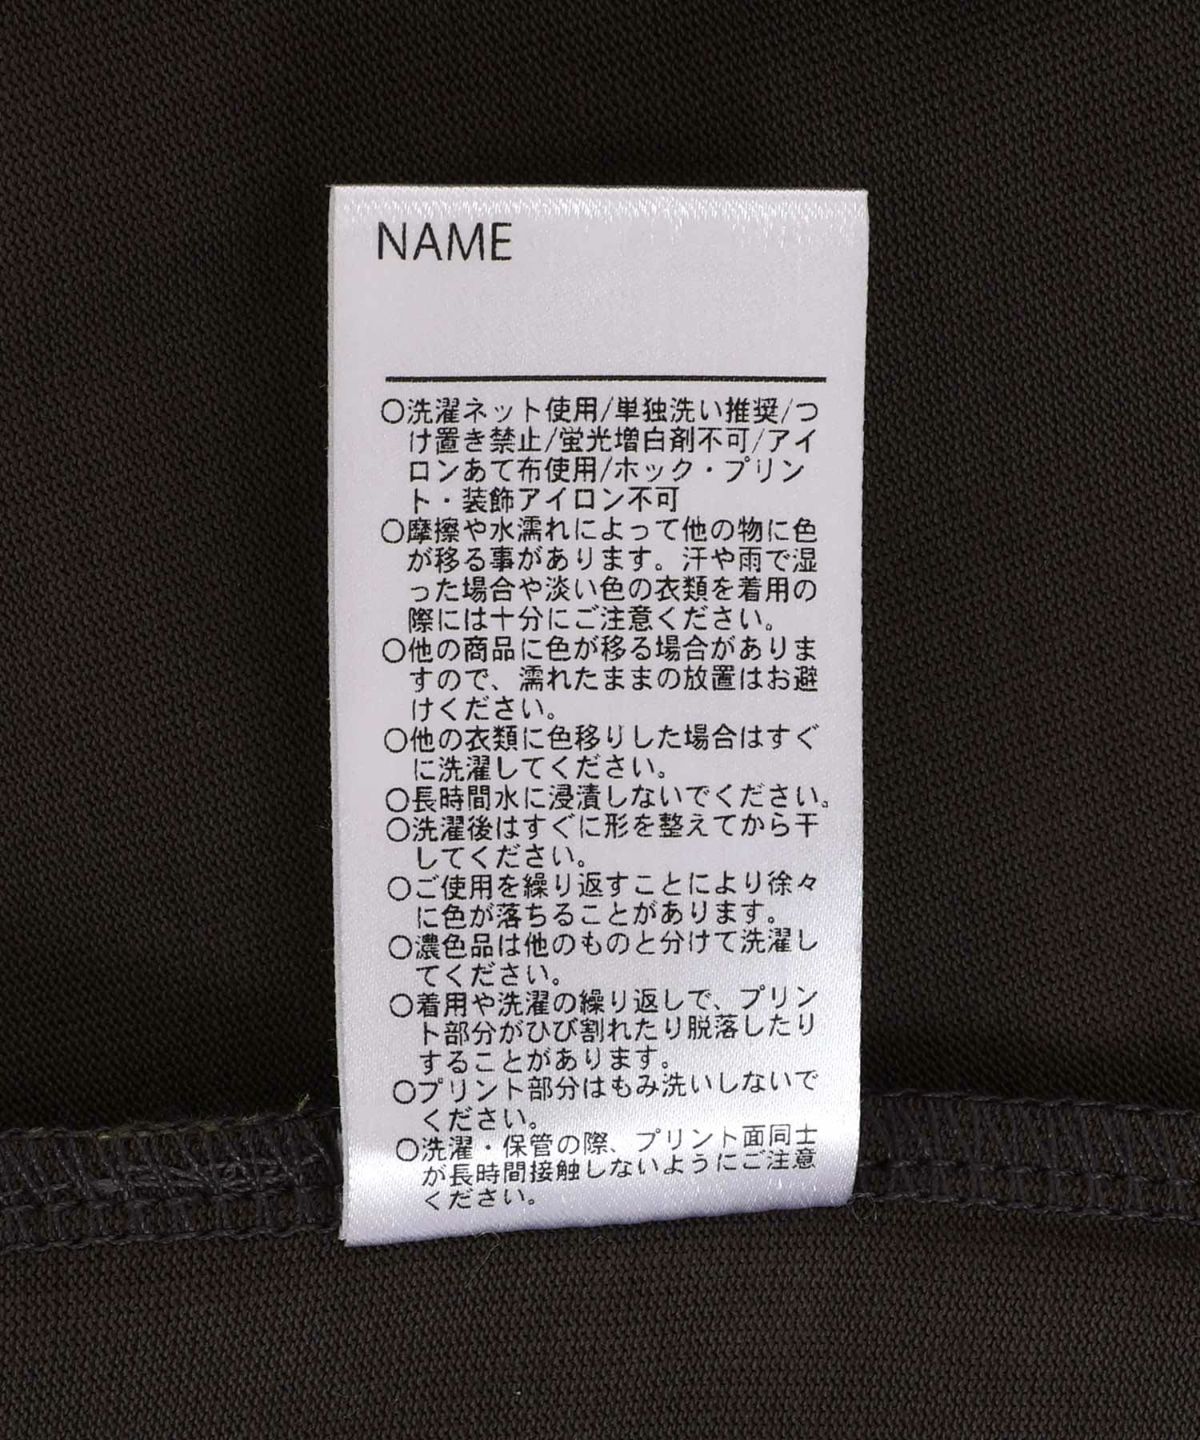 NAME
○洗濯ネット使用/単独洗い推奨/つ
け置き禁止/蛍光増白剤不可/アイ
ロンあて布使用/ホック・プリン
ト・装飾アイロン不可
○摩擦や水濡れによって他の物に色
が移る事があります。汗や雨で湿
った場合や淡い色の衣類を着用の
際には十分にご注意ください。
○他の商品に色が移る場合がありま
すので、濡れたままの放置はお避
けください。
○他の衣類に色移りした場合はすぐ
に洗濯してください。
○長時間水に浸漬しないでください。
○洗濯後はすぐに形を整えてから干
してください。
○ご使用を繰り返すことにより徐々
に色が落ちることがあります。
○濃色品は他のものと分けて洗濯し
てください。
○着用や洗濯の繰り返しで、プリン
ト部分がひび割れたり脱落したり
することがあります。
○プリント部分はもみ洗いしないで
ください。
○洗濯・保管の際、プリント面同士
が長時間接触しないようにご注意
ください。